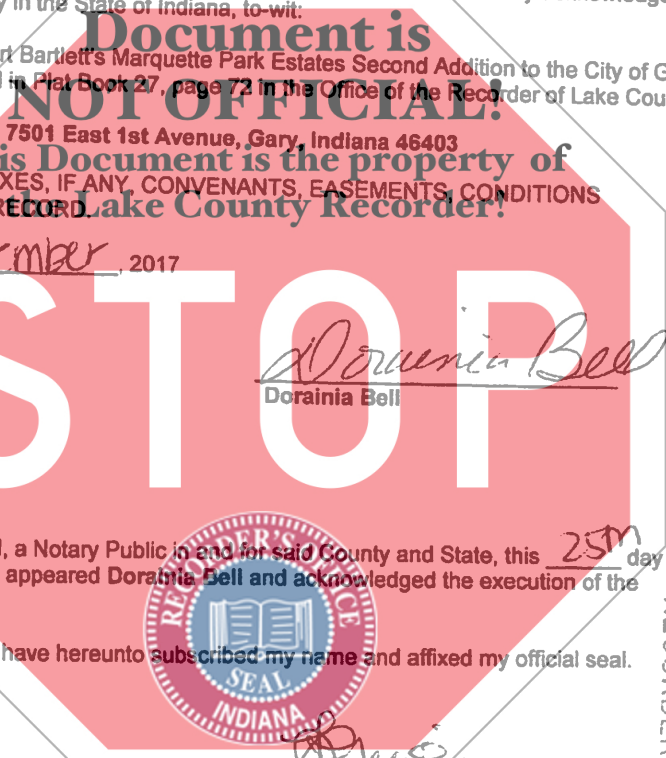 y in the State of Indiana, to-wit:
Document is
rt Bartlett's Marquette Park Estates Second Addition to the City of G
in Plat Book 27, page 72 in the Office of the Recorder of Lake Cou
NOT OFFICIAL!
7501 East 1st Avenue, Gary, Indiana 46403
is Document is the property of
XES, IF ANY, CONVENANTS, EASEMENTS, CONDITIONS
RECORD.
the Lake County Recorder!
mber, 2017
STOP
Dorainia Bell
Dorainia Bell
, a Notary Public in and for said County and State, this 25th day
appeared Dorainia Bell and acknowledged the execution of the
RECORDER'S OFFICE
have hereunto subscribed my name and affixed my official seal.
SEAL
INDIANA